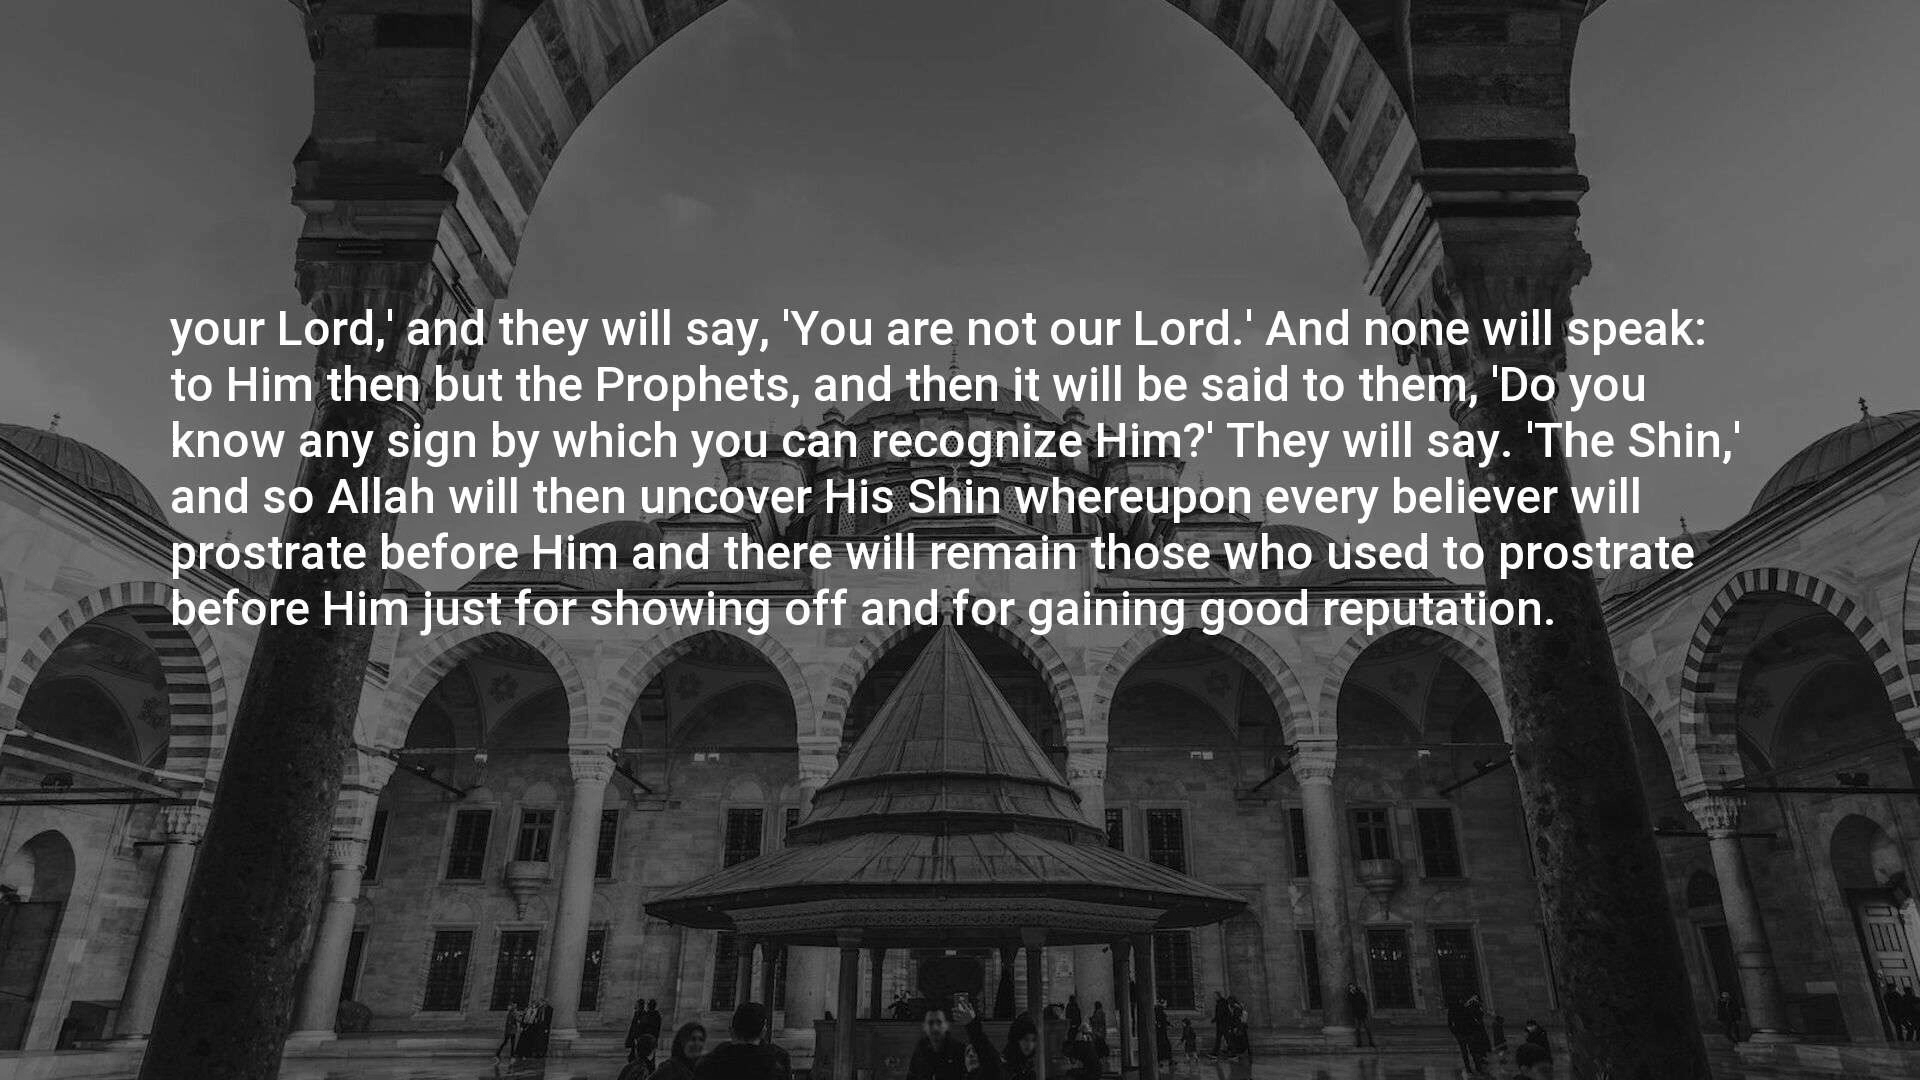 your Lord,' and they will say, 'You are not our Lord.' And none will speak:
to Him then but the Prophets, and then it will be said to them, 'Do you
know any sign by which you can recognize Him?' They will say. 'The Shin,'
and so Allah will then uncover His Shin whereupon every believer will
prostrate before Him and there will remain those who used to prostrate
before Him just for showing off and for gaining good reputation.